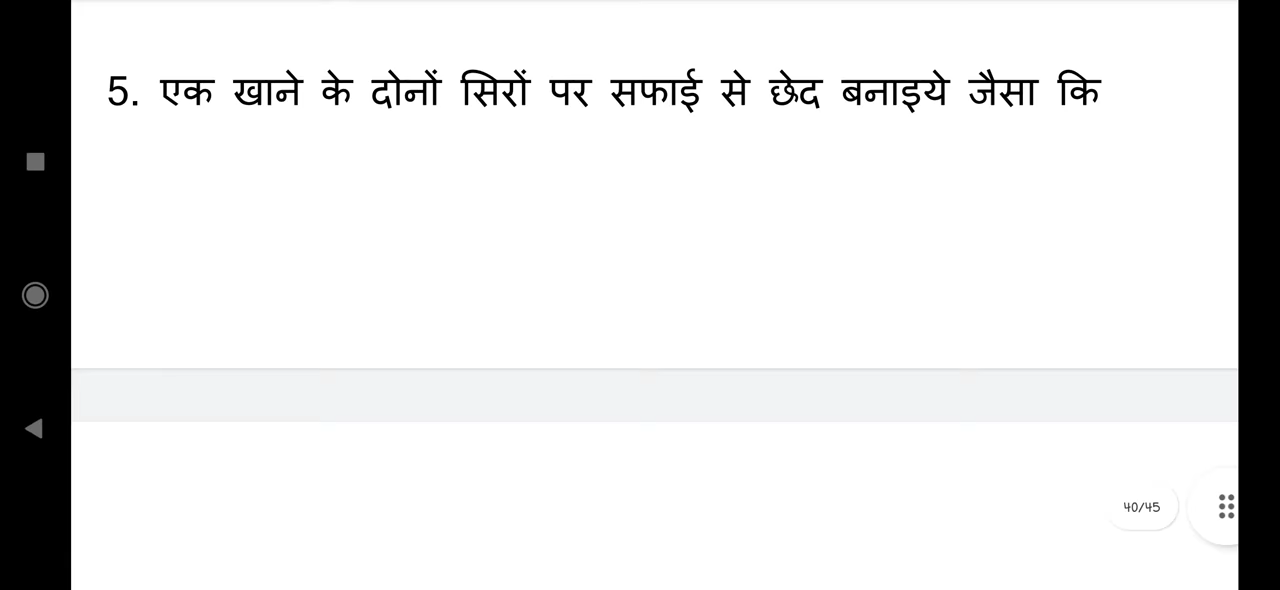 5. एक खाने के दोनों सिरों पर सफाई से छेद बनाइये जैसा कि
40/45